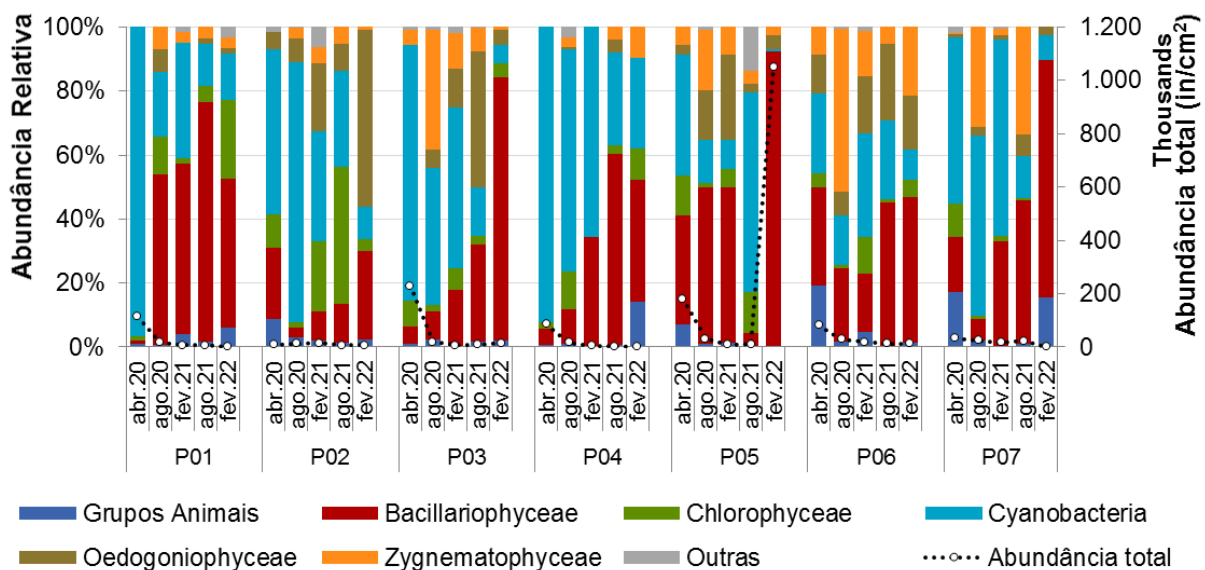 Abundância Relativa
100%
80%
60%
40%
20%
0%
1.200
1.000
800
600
400
200
0
Thousands
Abundância total (in/cm²)
abr.20 ago.20 fev.21 ago.21 fev.22 abr.20 ago.20 fev.21 ago.21 fev.22 abr.20 ago.20 fev.21 ago.21 fev.22 abr.20 ago.20 fev.21 ago.21 fev.22 abr.20 ago.20 fev.21 ago.21 fev.22 abr.20 ago.20 fev.21 ago.21 fev.22 abr.20 ago.20 fev.21 ago.21 fev.22
P01 P02 P03 P04 P05 P06 P07
Grupos Animais Bacillariophyceae Chlorophyceae Cyanobacteria
Oedogoniophyceae Zygnematophyceae Outras Abundância total